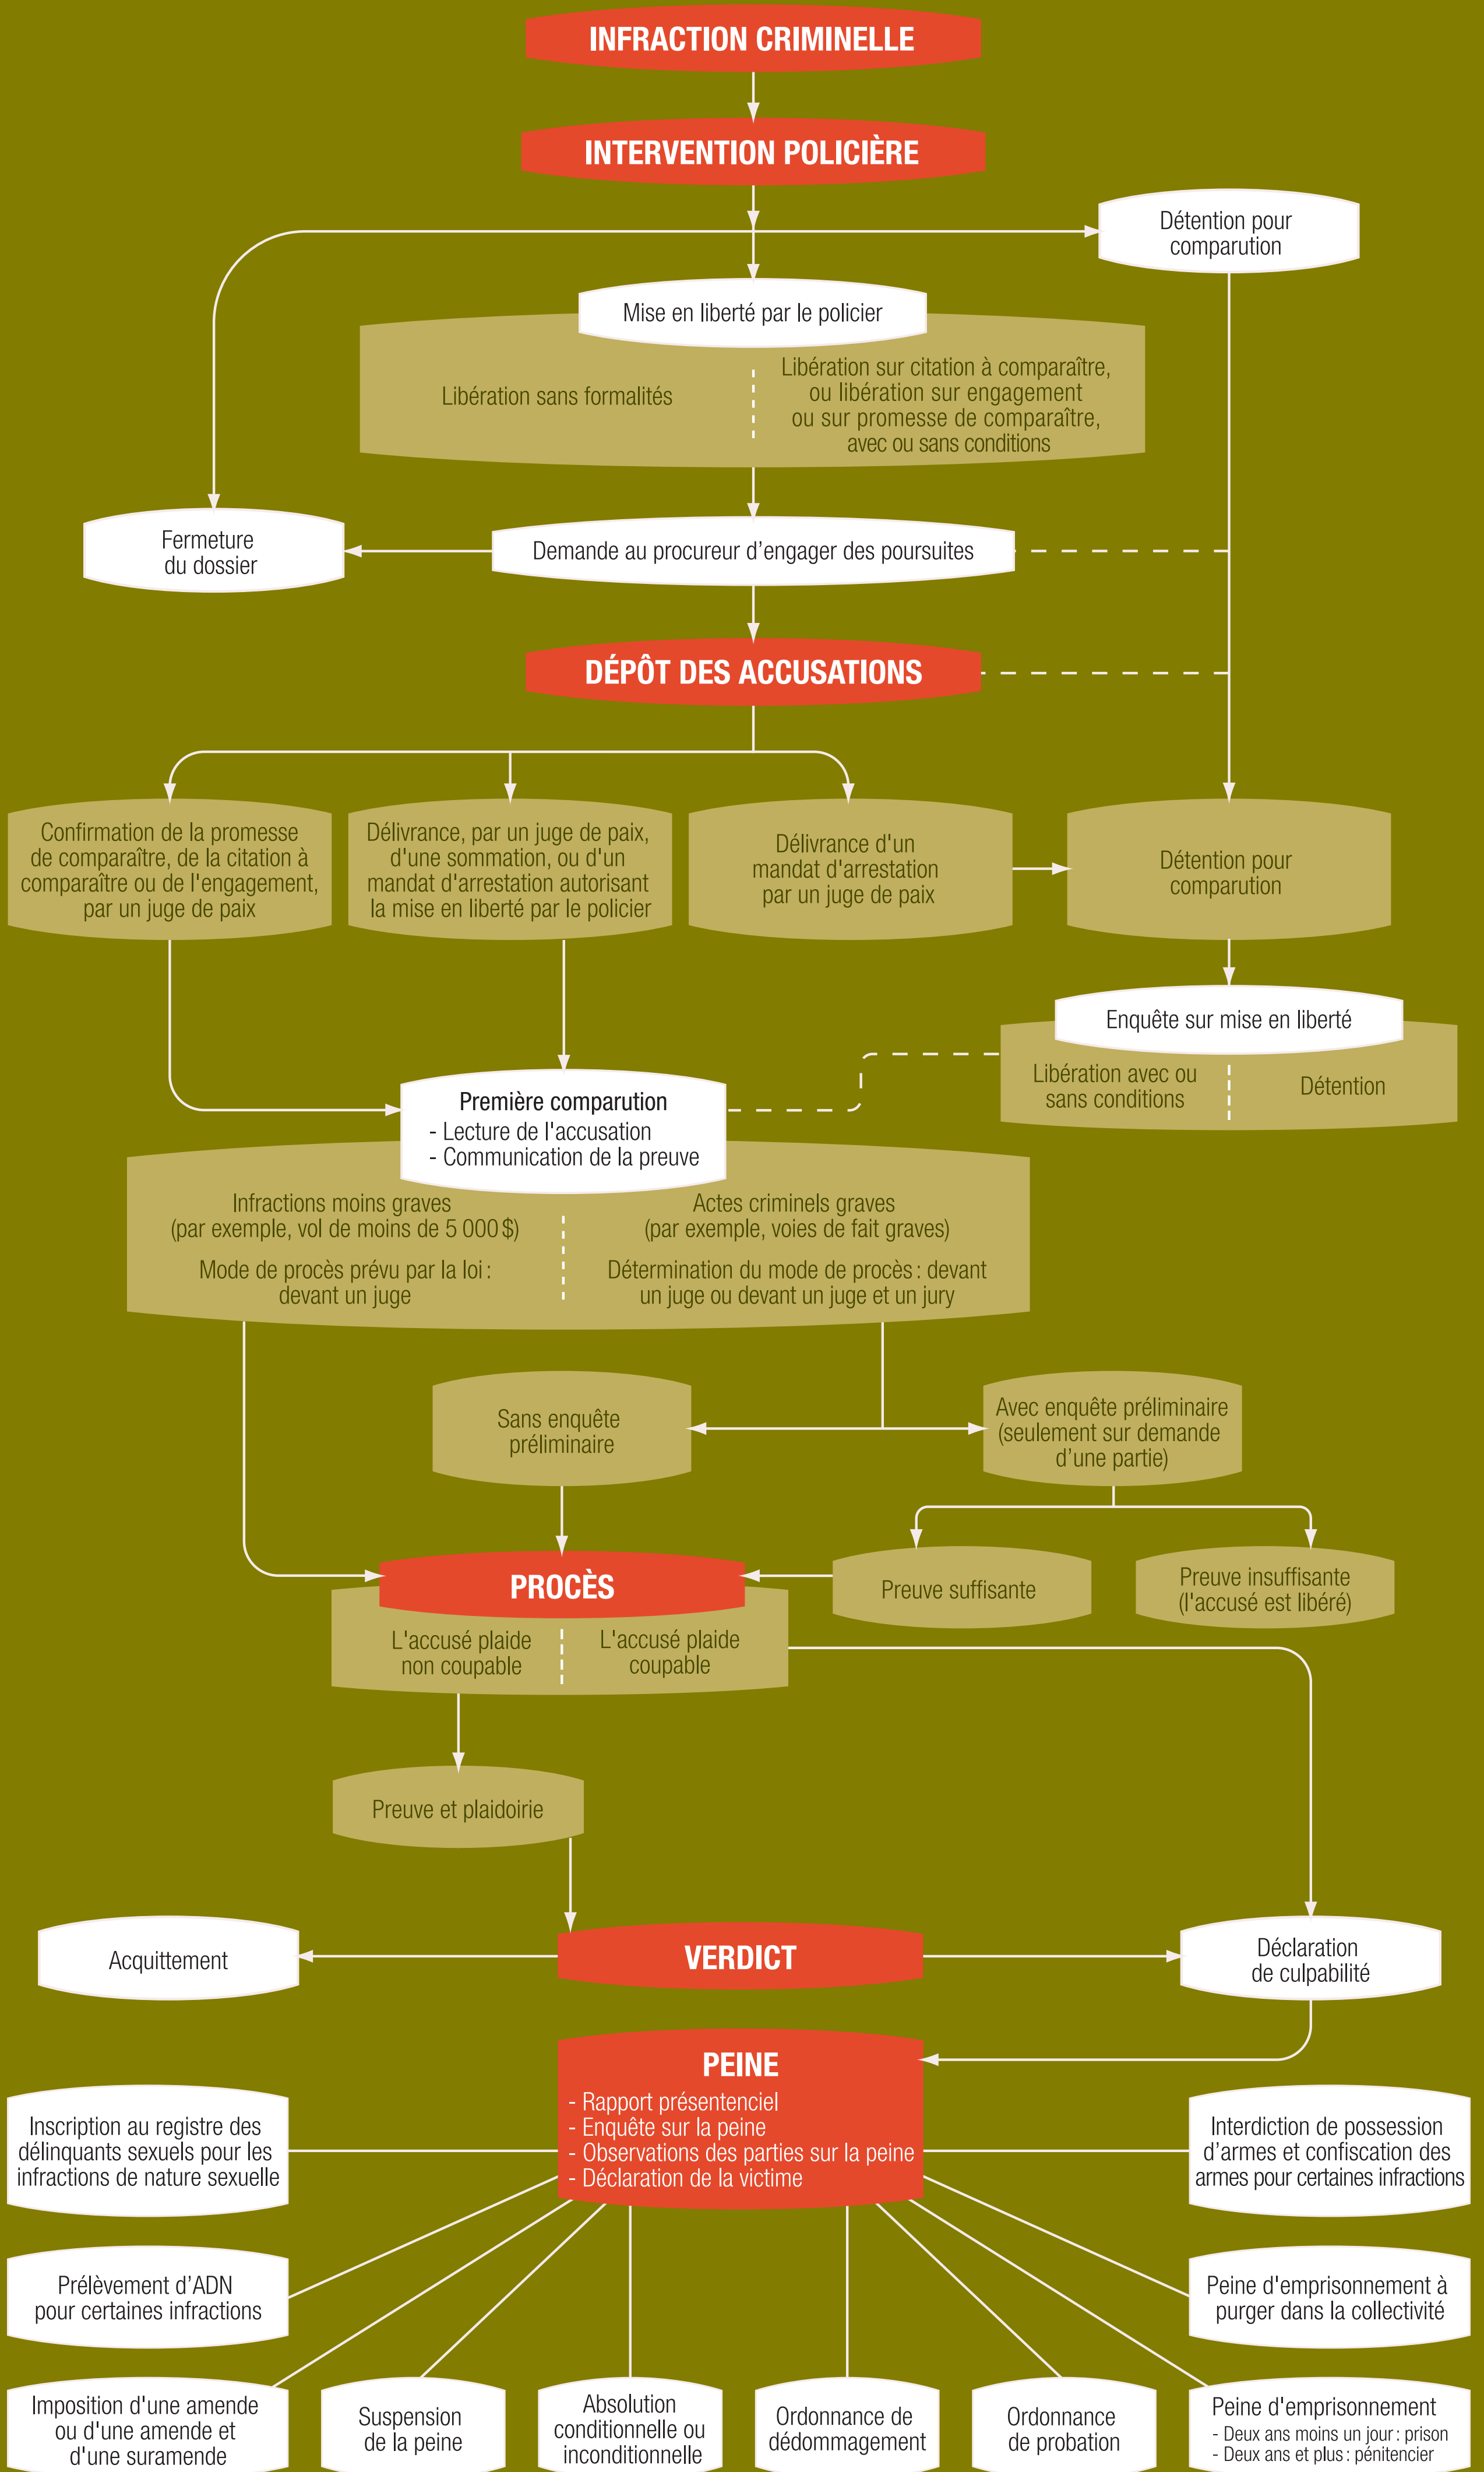 INFRACTION CRIMINELLE
INTERVENTION POLICIÈRE
Détention pour
comparution
Mise en liberté par le policier
Libération sans formalités
Libération sur citation à comparaître,
ou libération sur engagement
ou sur promesse de comparaître,
avec ou sans conditions
Fermeture
du dossier
Demande au procureur d’engager des poursuites
DÉPÔT DES ACCUSATIONS
Confirmation de la promesse
de comparaître, de la citation à
comparaître ou de l'engagement,
par un juge de paix
Délivrance, par un juge de paix,
d'une sommation, ou d'un
mandat d'arrestation autorisant
la mise en liberté par le policier
Délivrance d'un
mandat d'arrestation
par un juge de paix
Détention pour
comparution
Enquête sur mise en liberté
Libération avec ou
sans conditions
Détention
Première comparution
- Lecture de l'accusation
- Communication de la preuve
Infractions moins graves
(par exemple, vol de moins de 5 000 $)
Mode de procès prévu par la loi :
devant un juge
Actes criminels graves
(par exemple, voies de fait graves)
Détermination du mode de procès : devant
un juge ou devant un juge et un jury
Sans enquête
préliminaire
Avec enquête préliminaire
(seulement sur demande
d’une partie)
PROCÈS
Preuve suffisante
Preuve insuffisante
(l'accusé est libéré)
L'accusé plaide
non coupable
L'accusé plaide
coupable
Preuve et plaidoirie
Acquittement
VERDICT
Déclaration
de culpabilité
PEINE
- Rapport présentenciel
- Enquête sur la peine
- Observations des parties sur la peine
- Déclaration de la victime
Inscription au registre des
délinquants sexuels pour les
infractions de nature sexuelle
Interdiction de possession
d’armes et confiscation des
armes pour certaines infractions
Prélèvement d’ADN
pour certaines infractions
Peine d'emprisonnement à
purger dans la collectivité
Imposition d'une amende
ou d'une amende et
d'une suramende
Suspension
de la peine
Absolution
conditionnelle ou
inconditionnelle
Ordonnance de
dédommagement
Ordonnance
de probation
Peine d'emprisonnement
- Deux ans moins un jour : prison
- Deux ans et plus : pénitencier